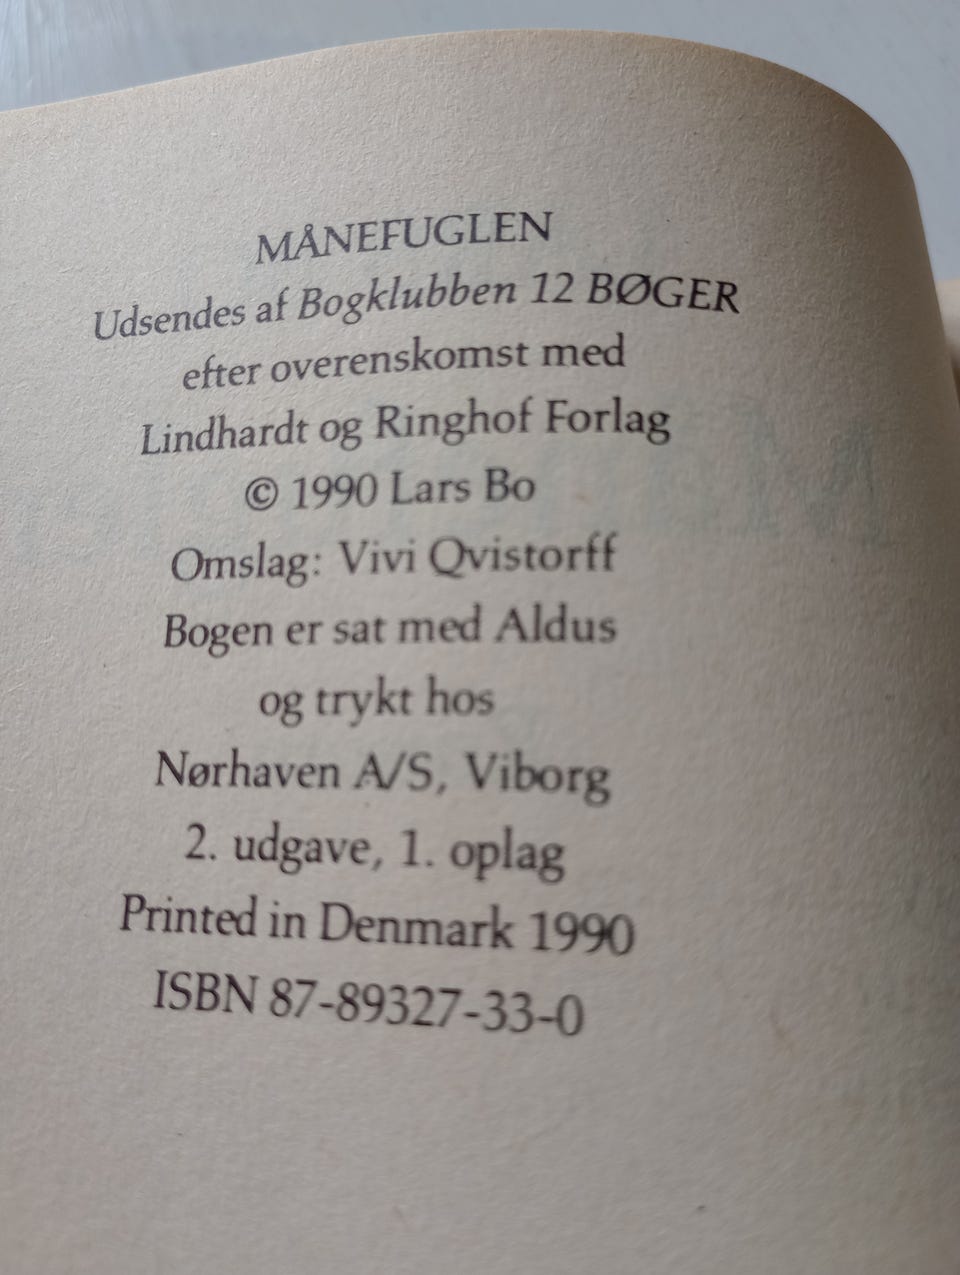 MÅNEFUGLEN
Udsendes af Bogklubben 12 BØGER
efter overenskomst med
Lindhardt og Ringhof Forlag
© 1990 Lars Bo
Omslag: Vivi Qvistorff
Bogen er sat med Aldus
og trykt hos
Nørhaven A/S, Viborg
2. udgave, 1. oplag
Printed in Denmark 1990
ISBN 87-89327-33-0